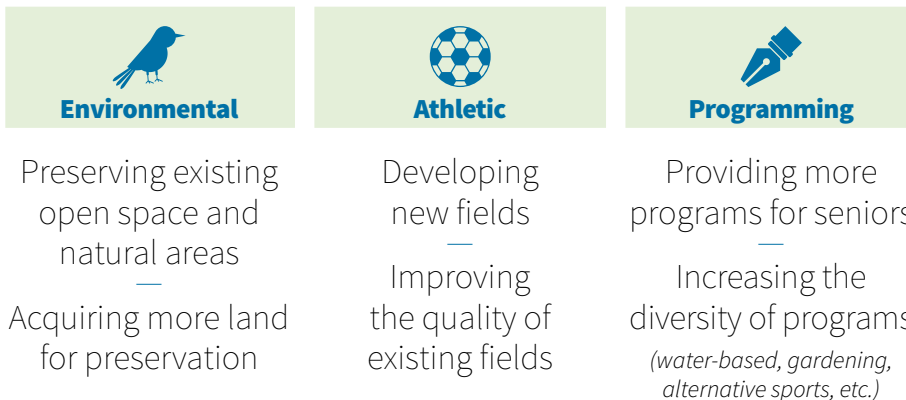 Environmental
Preserving existing
open space and
natural areas
Acquiring more land
for preservation
Athletic
Developing
new fields
Improving
the quality of
existing fields
Programming
Providing more
programs for seniors
Increasing the
diversity of programs
(water-based, gardening,
alternative sports, etc.)